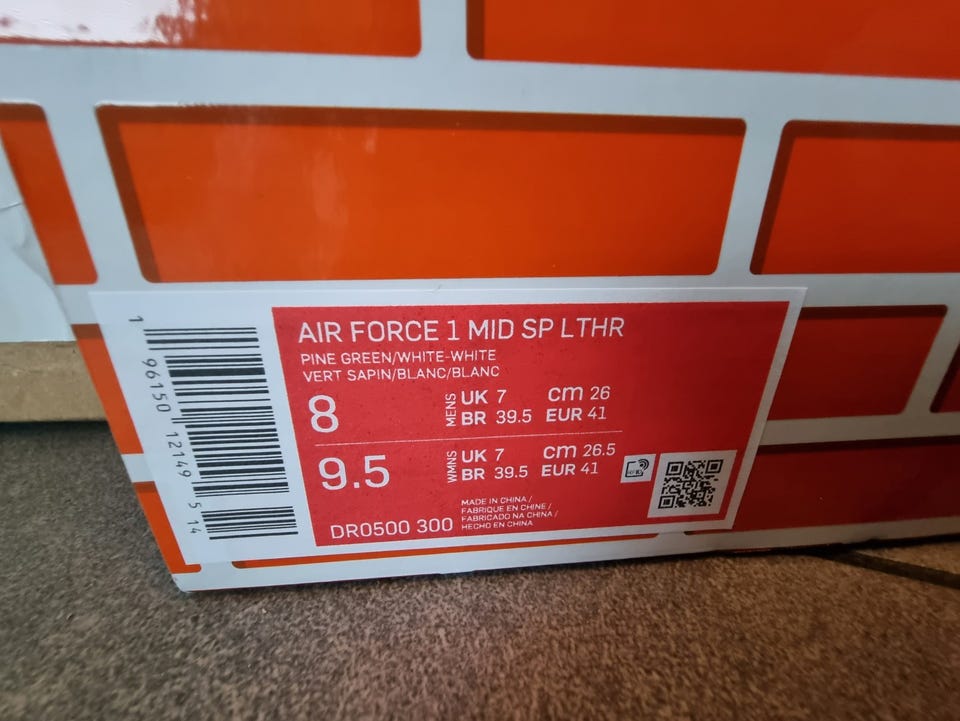 AIR FORCE 1 MID SP LTHR
PINE GREEN/WHITE-WHITE
VERT SAPIN/BLANC/BLANC
8
MENS
UK 7 cm 26
BR 39.5 EUR 41
9.5
WMNS
UK 7 cm 26.5
BR 39.5 EUR 41
DR0500 300
MADE IN CHINA /
FABRIQUE EN CHINE /
FABRICADO NA CHINA /
HECHO EN CHINA
1 96150 12149 5 14